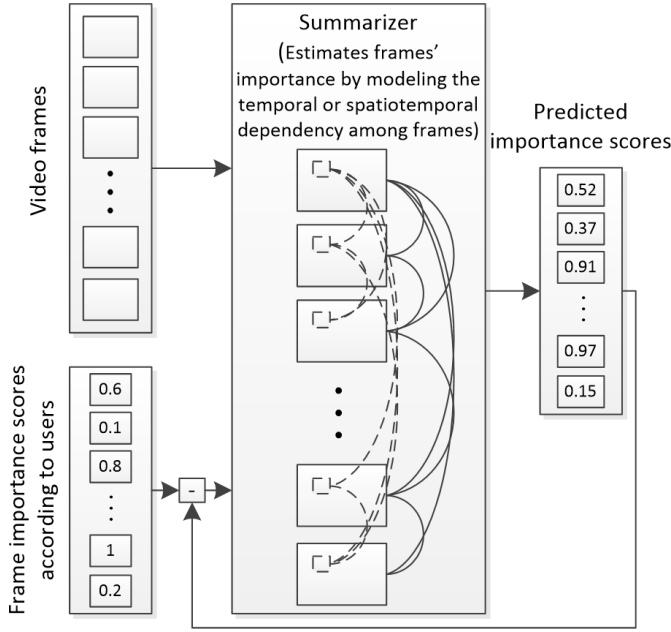 Video frames
Summarizer
(Estimates frames'
importance by modeling the
temporal or spatiotemporal
dependency among frames)
Predicted
importance scores
0.52
0.37
0.91
0.97
0.15
Frame importance scores
according to users
0.6
0.1
0.8
1
0.2
-